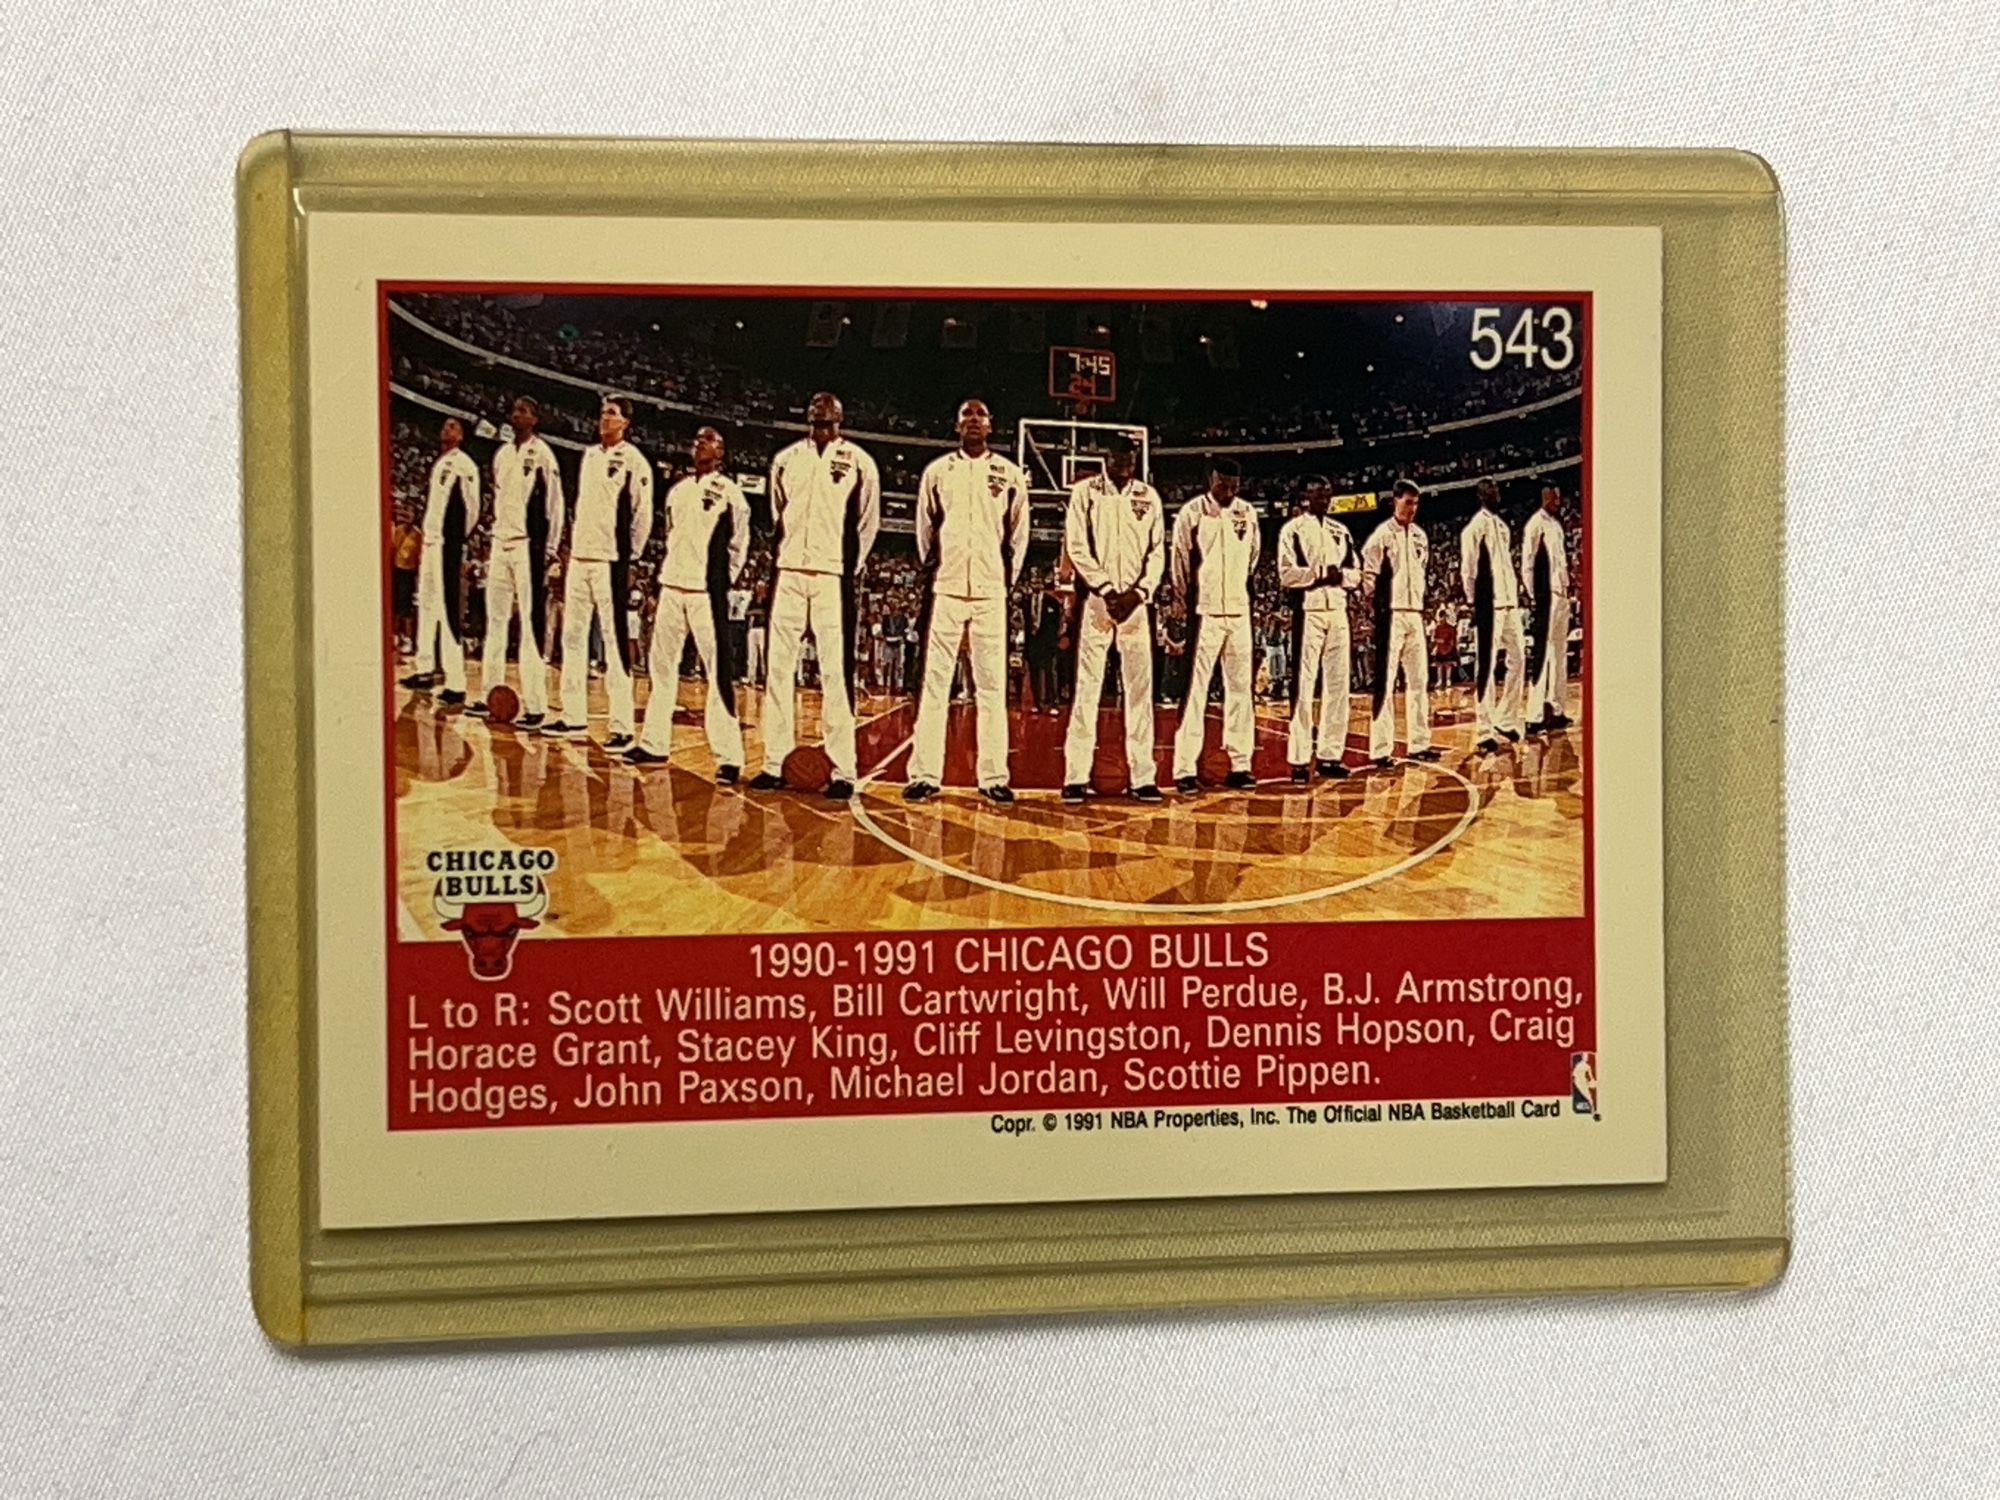 543
7:45
24
CHICAGO
BULLS
1990-1991 CHICAGO BULLS
L to R: Scott Williams, Bill Cartwright, Will Perdue, B.J. Armstrong,
Horace Grant, Stacey King, Cliff Levingston, Dennis Hopson, Craig
Hodges, John Paxson, Michael Jordan, Scottie Pippen.
Copr. © 1991 NBA Properties, Inc. The Official NBA Basketball Card